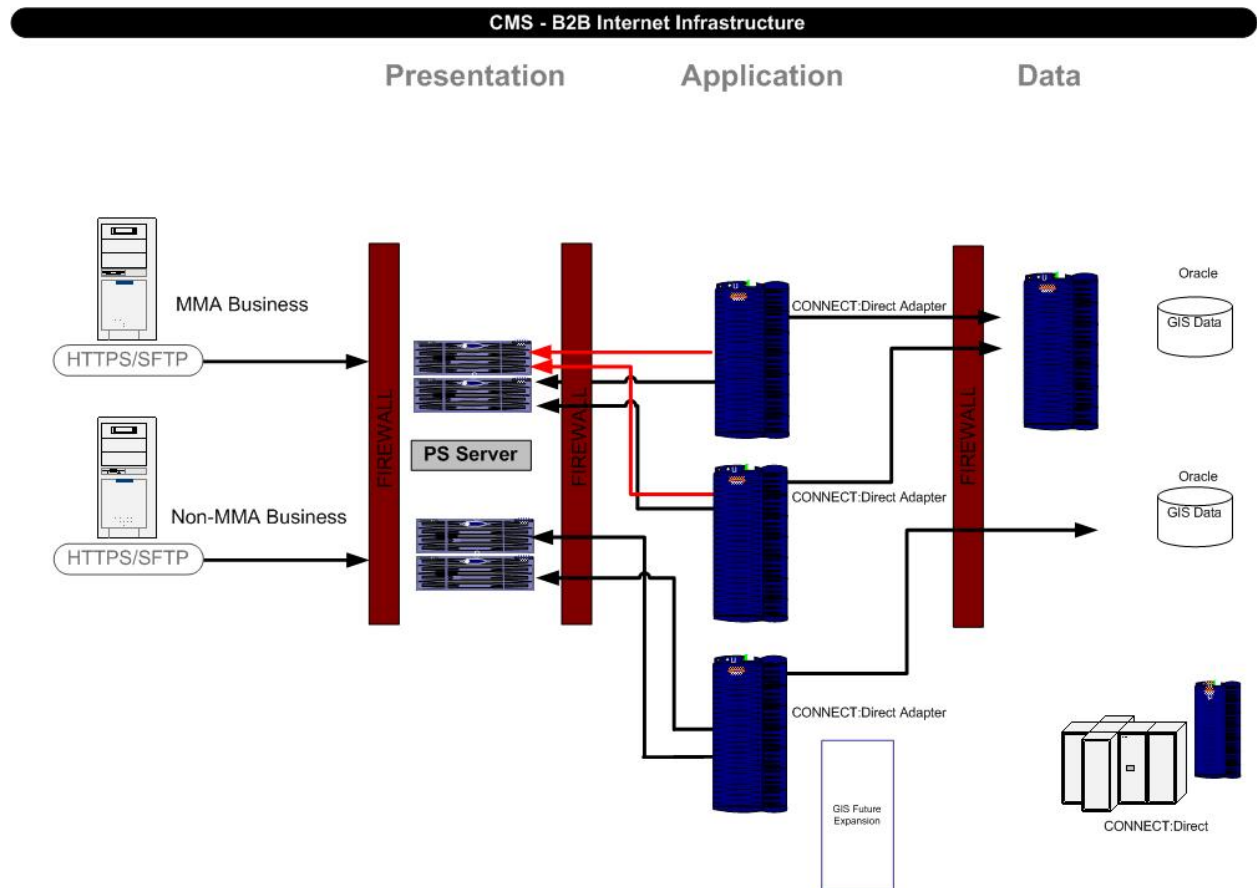 CMS - B2B Internet Infrastructure
Presentation
Application
Data
MMA Business
HTTPS/SFTP
Non-MMA Business
HTTPS/SFTP
FIREWALL
PS Server
FIREWALL
CONNECT:Direct Adapter
CONNECT:Direct Adapter
CONNECT:Direct Adapter
GIS Future
Expansion
FIREWALL
Oracle
GIS Data
Oracle
GIS Data
CONNECT:Direct